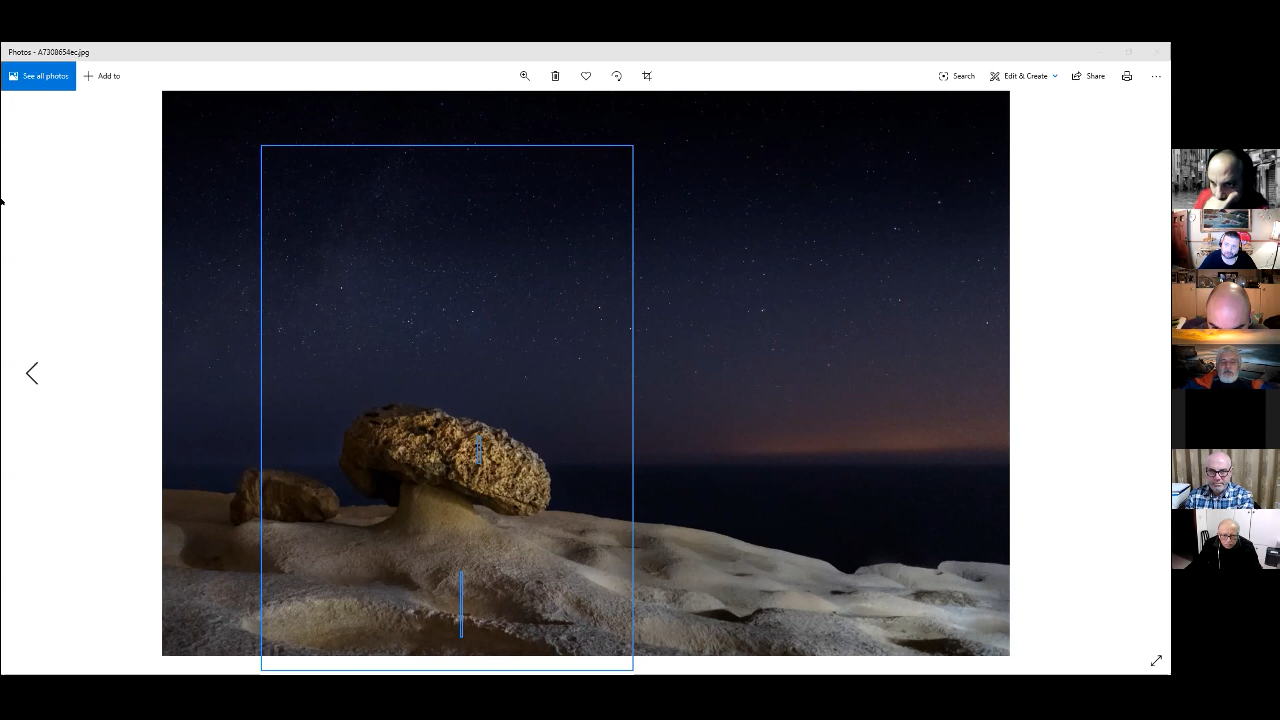 Photos - A7308654ec.jpg
See all photos
Add to
Search
Edit & Create
Share